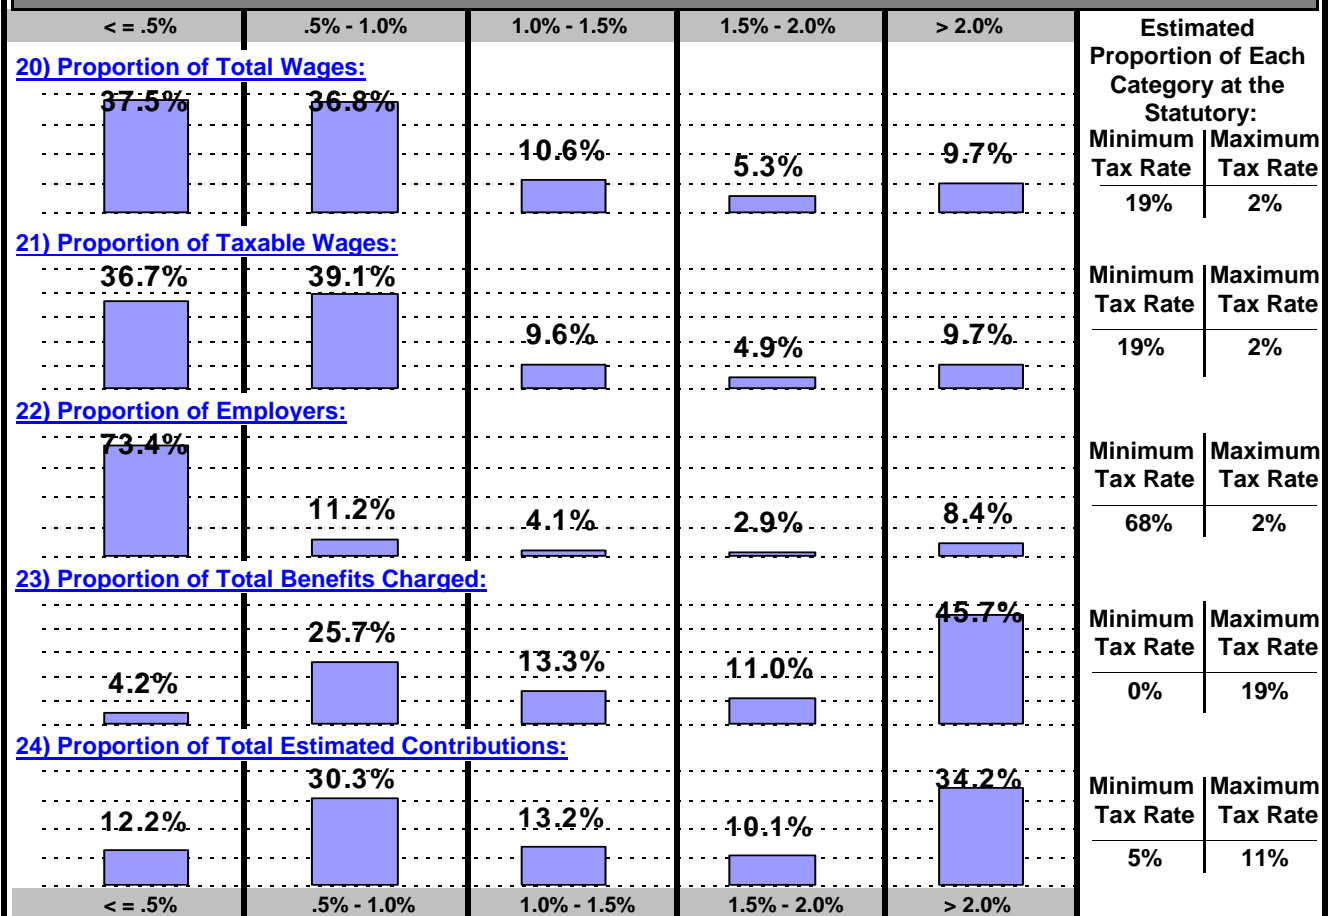 < = .5% .5% - 1.0% 1.0% - 1.5% 1.5% - 2.0% > 2.0%
Estimated
Proportion of Each
Category at the
Statutory:
20) Proportion of Total Wages:
37.5% 36.8% 10.6% 5.3% 9.7%
Minimum Maximum
Tax Rate Tax Rate
19% 2%
21) Proportion of Taxable Wages:
36.7% 39.1% 9.6% 4.9% 9.7%
Minimum Maximum
Tax Rate Tax Rate
19% 2%
22) Proportion of Employers:
73.4% 11.2% 4.1% 2.9% 8.4%
Minimum Maximum
Tax Rate Tax Rate
68% 2%
23) Proportion of Total Benefits Charged:
4.2% 25.7% 13.3% 11.0% 45.7%
Minimum Maximum
Tax Rate Tax Rate
0% 19%
24) Proportion of Total Estimated Contributions:
12.2% 30.3% 13.2% 10.1% 34.2%
Minimum Maximum
Tax Rate Tax Rate
5% 11%
< = .5% .5% - 1.0% 1.0% - 1.5% 1.5% - 2.0% > 2.0%